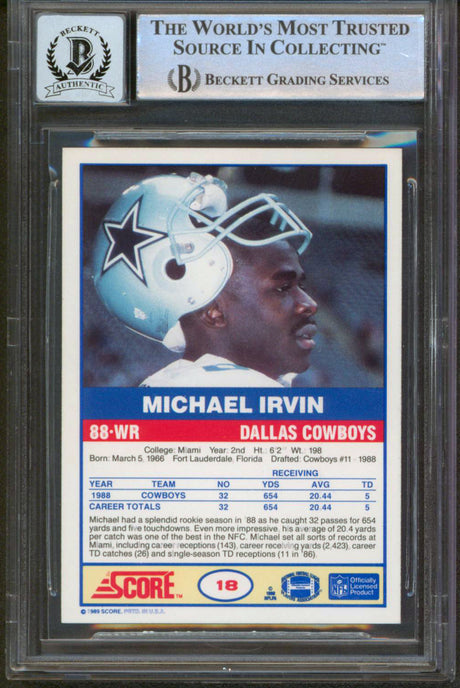 BECKETT
B
AUTHENTIC
THE WORLD'S MOST TRUSTED
SOURCE IN COLLECTING™
B BECKETT GRADING SERVICES
MICHAEL IRVIN
88-WR DALLAS COWBOYS
College: Miami Year: 2nd Ht.: 6'2" Wt.: 198
Born: March 5, 1966 Fort Lauderdale, Florida Drafted: Cowboys #11 - 1988
RECEIVING
YEAR TEAM NO YDS AVG TD
1988 COWBOYS 32 654 20.44 5
CAREER TOTALS 32 654 20.44 5
Michael had a splendid rookie season in '88 as he caught 32 passes for 654
yards and five touchdowns. Even more impressive, his average of 20.4 yards
per catch was one of the best in the NFC. Michael set all sorts of records at
Miami, including career receptions (143), career receiving yards (2,423), career
TD catches (26) and single-season TD receptions (11 in '86).
SCORE™ 18
© 1988 NFLPA
NFL
Officially
Licensed
Product
© 1989 SCORE, PRTD. IN U.S.A.